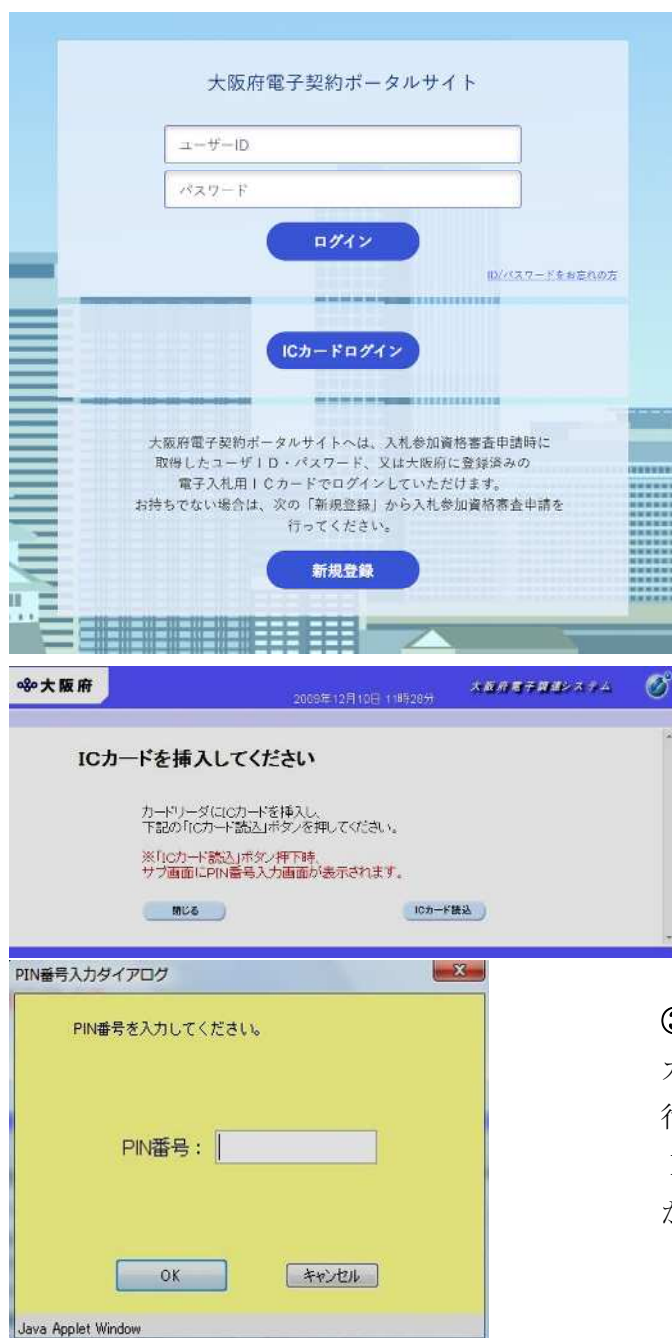 大阪府電子契約ポータルサイト
ユーザーID
パスワード
ログイン
ID/パスワードをお忘れの方
ICカードログイン
大阪府電子契約ポータルサイトへは、入札参加資格審査申請時に
取得したユーザID・パスワード、又は大阪府に登録済みの
電子入札用ICカードでログインしていただけます。
お持ちでない場合は、次の「新規登録」から入札参加資格審査申請を
行ってください。
新規登録
大阪府
2009年12月10日 11時28分
大阪府電子調達システム
ICカードを挿入してください
カードリーダにICカードを挿入し、
下記の「ICカード読込」ボタンを押してください。
※「ICカード読込」ボタン押下時、
サブ画面にPIN番号入力画面が表示されます。
閉じる
ICカード読込
PIN番号入力ダイアログ
PIN番号を入力してください。
PIN番号：
OK
キャンセル
Java Applet Window